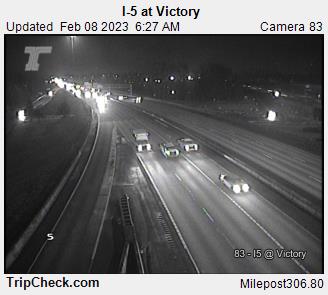 I-5 at Victory
Updated Feb 08 2023 6:27 AM Camera 83
T
S
83 - I5 @ Victory
TripCheck.com Milepost306.80